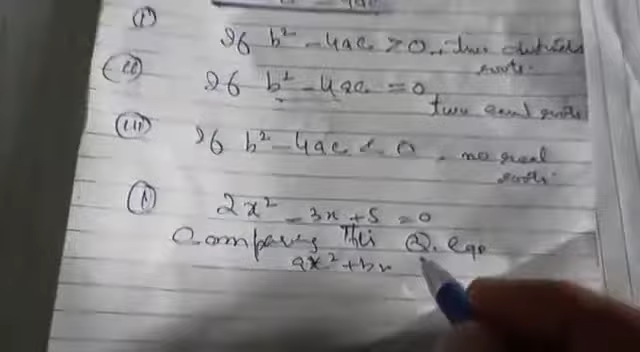 (i)
If b² - 4ac > 0, two distinct
roots.
(ii)
If b² - 4ac = 0
two equal roots
(iii)
If b² - 4ac < 0, no real
roots.
(i)
2x² - 3x + 5 = 0
Comparing this Q. eqn
ax² + bx